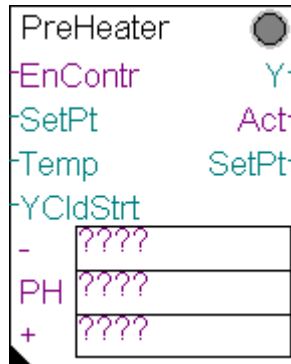 PreHeater
EnContr Y
SetPt Act
Temp SetPt
YCldStrt
- ????
PH ????
+ ????